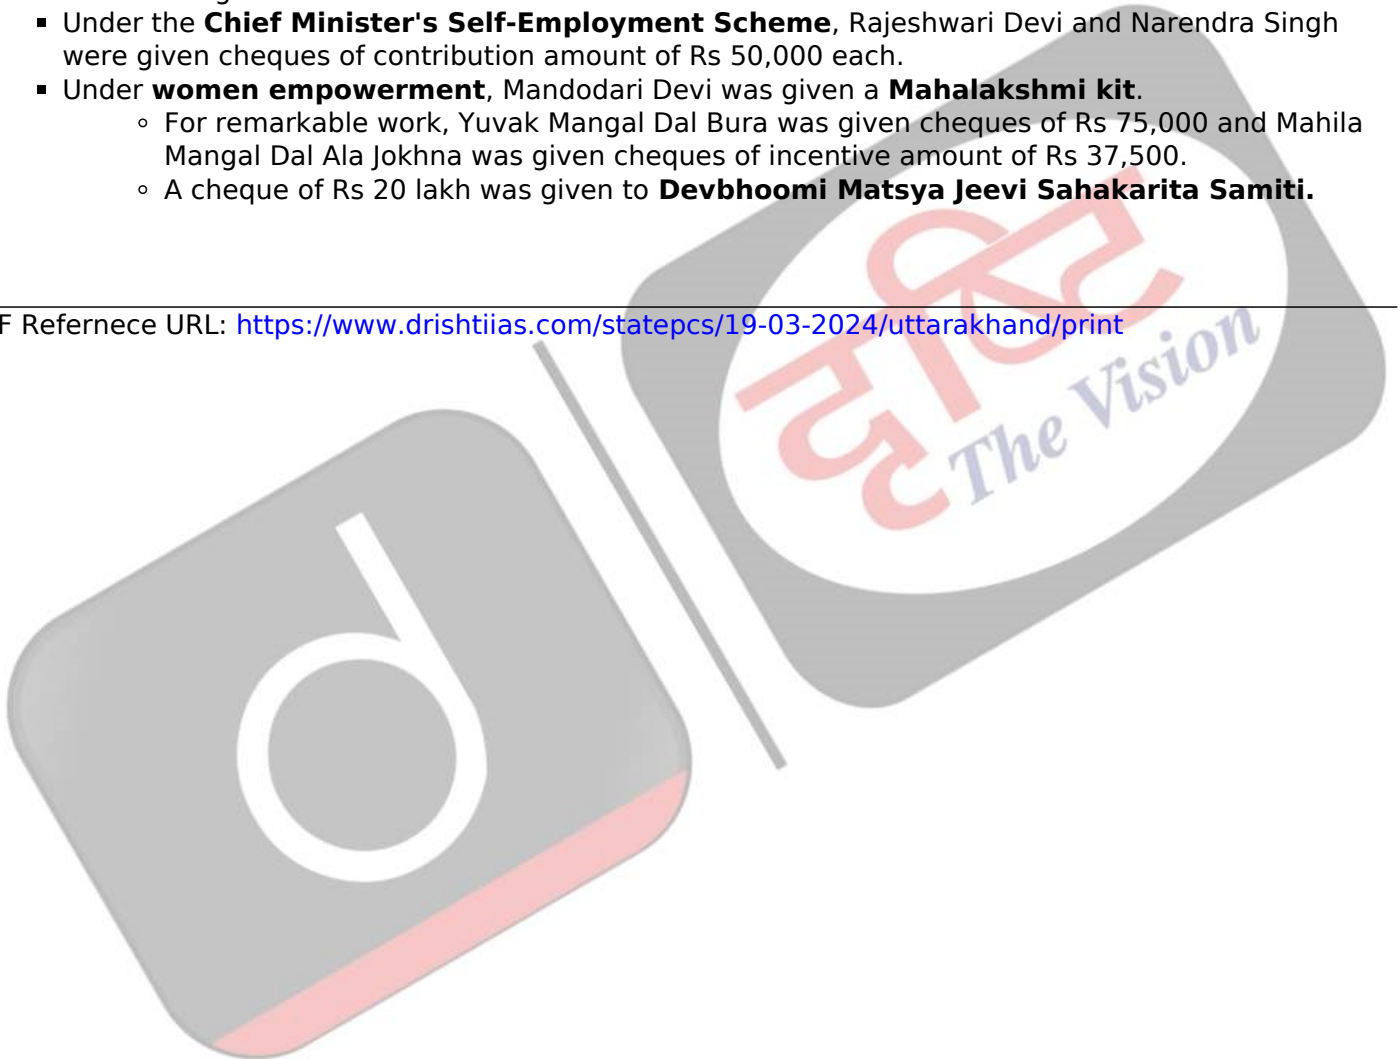 ▪ Under the Chief Minister's Self-Employment Scheme, Rajeshwari Devi and Narendra Singh
were given cheques of contribution amount of Rs 50,000 each.
▪ Under women empowerment, Mandodari Devi was given a Mahalakshmi kit.
◦ For remarkable work, Yuvak Mangal Dal Bura was given cheques of Rs 75,000 and Mahila
Mangal Dal Ala Jokhna was given cheques of incentive amount of Rs 37,500.
◦ A cheque of Rs 20 lakh was given to Devbhoomi Matsya Jeevi Sahakarita Samiti.
F Refernece URL: https://www.drishtiias.com/statepcs/19-03-2024/uttarakhand/print
दृष्टि
The Vision
d